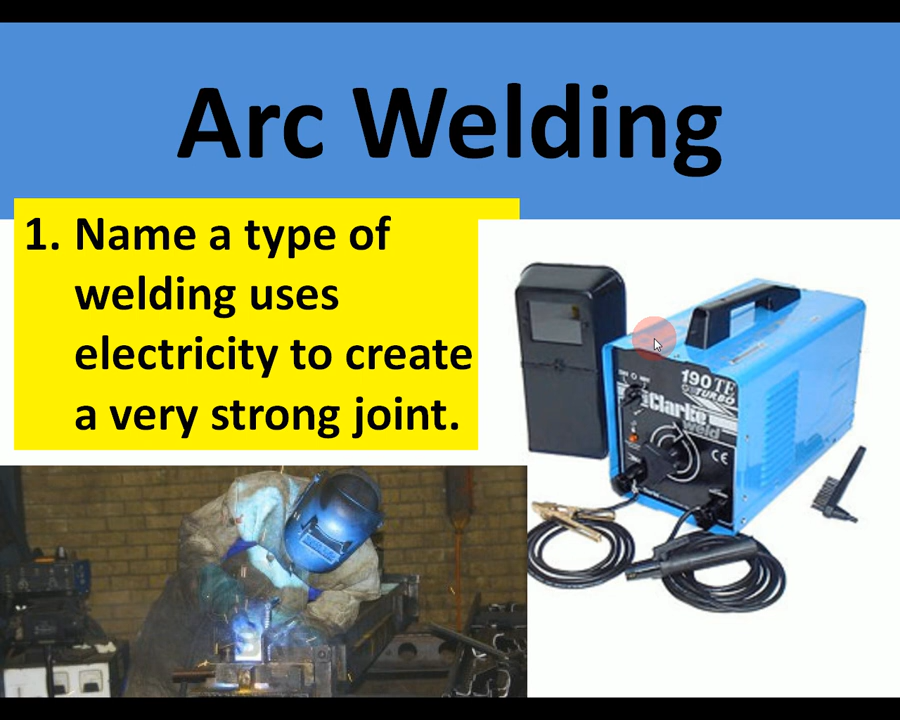 Arc Welding
1. Name a type of
welding uses
electricity to create
a very strong joint.
190TE
TURBO
Clarke
weld
CE